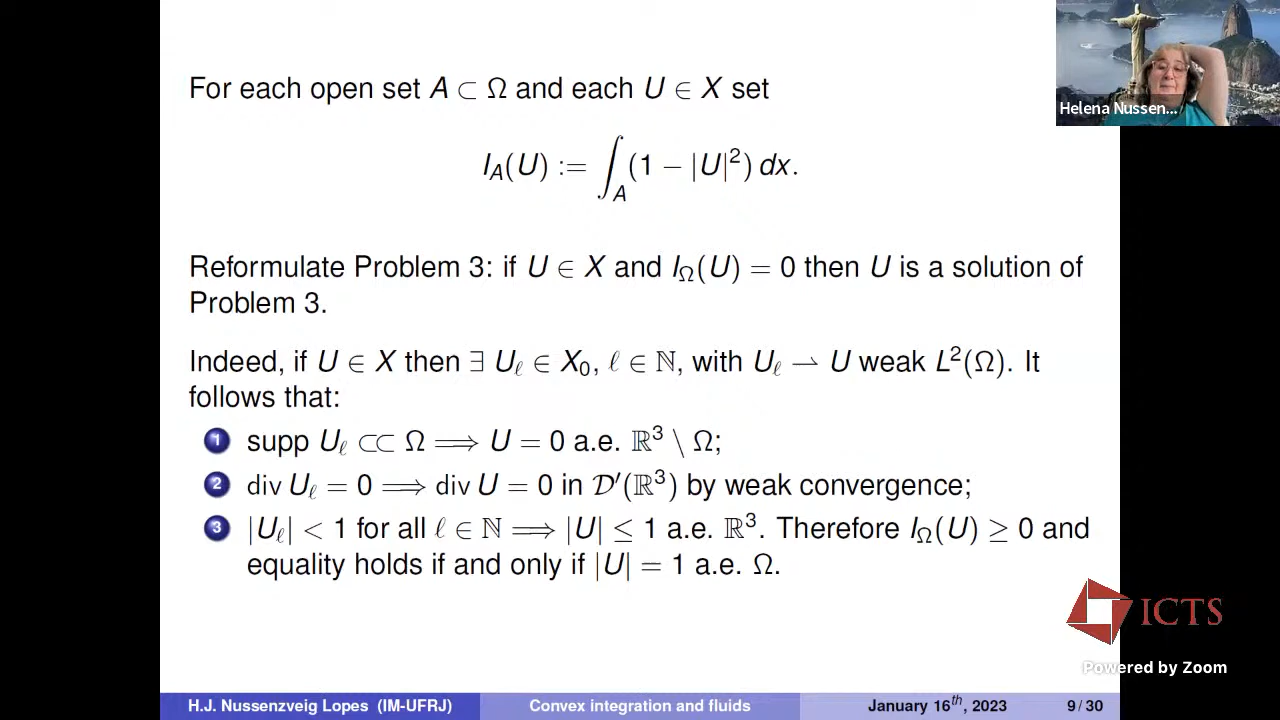 For each open set A ⊂ Ω and each U ∈ X set
I_A(U) := ∫_A (1 − |U|²) dx.
Reformulate Problem 3: if U ∈ X and I_Ω(U) = 0 then U is a solution of
Problem 3.
Indeed, if U ∈ X then ∃ U_ℓ ∈ X₀, ℓ ∈ ℕ, with U_ℓ ⇀ U weak L²(Ω). It
follows that:
1 supp U_ℓ ⊂⊂ Ω ⟹ U = 0 a.e. ℝ³ \ Ω;
2 div U_ℓ = 0 ⟹ div U = 0 in 𝒟′(ℝ³) by weak convergence;
3 |U_ℓ| < 1 for all ℓ ∈ ℕ ⟹ |U| ≤ 1 a.e. ℝ³. Therefore I_Ω(U) ≥ 0 and
equality holds if and only if |U| = 1 a.e. Ω.
Helena Nussen...
ICTS
Powered by Zoom
H.J. Nussenzveig Lopes (IM-UFRJ) Convex integration and fluids January 16th, 2023 9 / 30